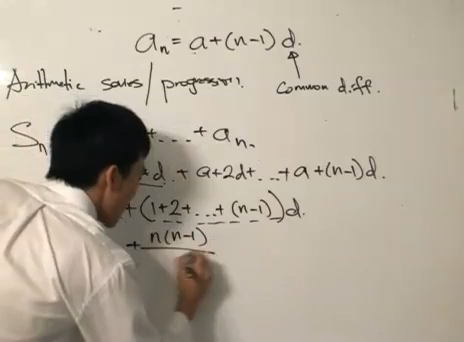 an = a + (n-1) d.
Arithmetic series / progression. Common diff.
Sn + ... + an.
+d + a+2d + ... + a + (n-1) d.
+ (1+2+ ... + (n-1)) d.
+ n(n-1)